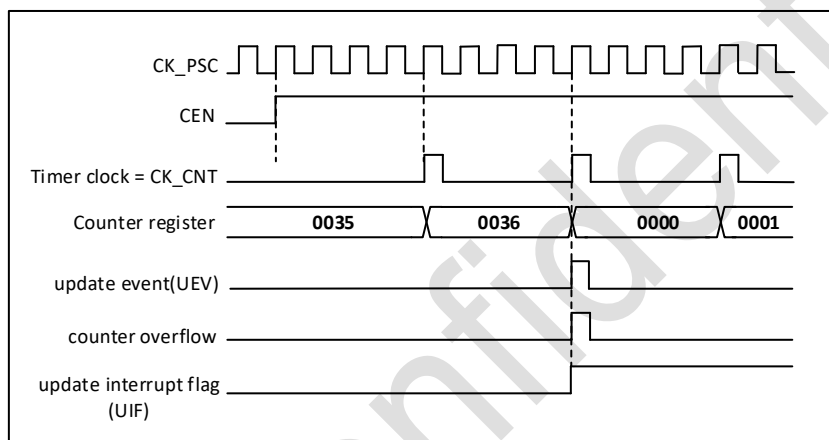 CK_PSC
CEN
Timer clock = CK_CNT
Counter register 0035 0036 0000 0001
update event(UEV)
counter overflow
update interrupt flag
(UIF)